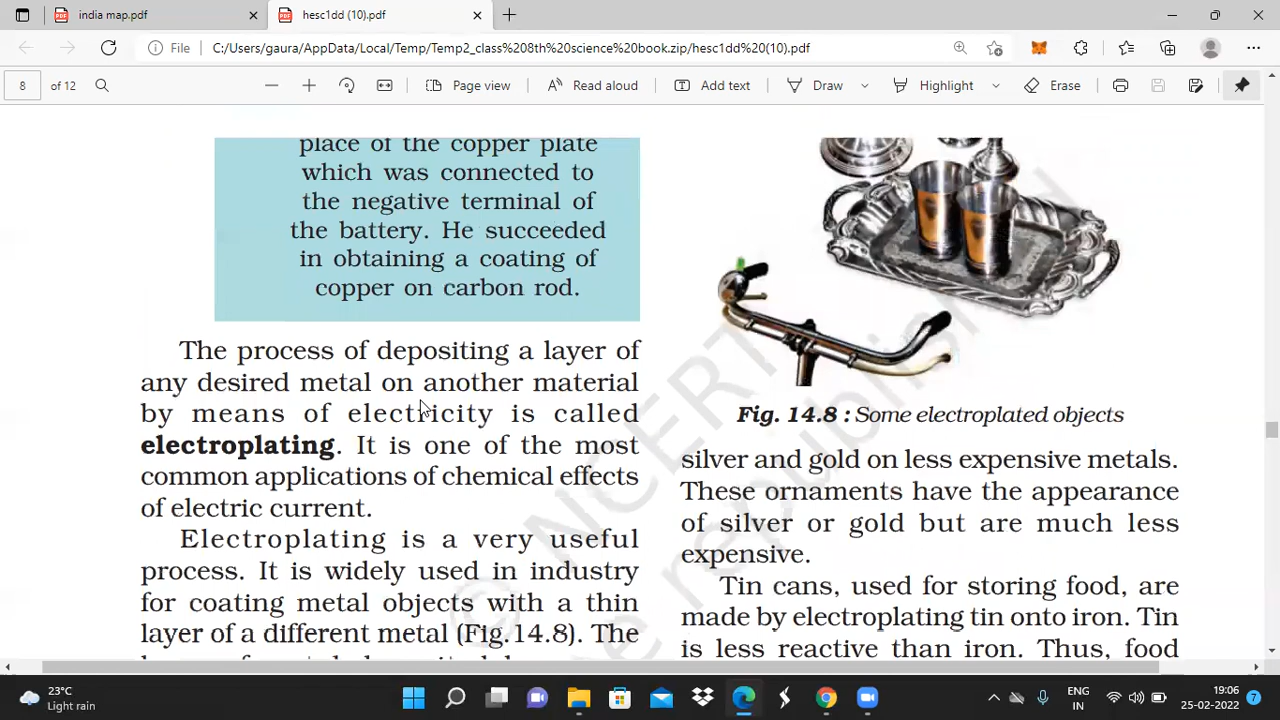 india map.pdf
hesc1dd (10).pdf
File
C:/Users/gaura/AppData/Local/Temp/Temp2_class%208th%20science%20book.zip/hesc1dd%20(10).pdf
8 of 12
Page view
Read aloud
Add text
Draw
Highlight
Erase
place of the copper plate
which was connected to
the negative terminal of
the battery. He succeeded
in obtaining a coating of
copper on carbon rod.
The process of depositing a layer of
any desired metal on another material
by means of electricity is called
electroplating. It is one of the most
common applications of chemical effects
of electric current.
Electroplating is a very useful
process. It is widely used in industry
for coating metal objects with a thin
layer of a different metal (Fig.14.8). The
Fig. 14.8 : Some electroplated objects
silver and gold on less expensive metals.
These ornaments have the appearance
of silver or gold but are much less
expensive.
Tin cans, used for storing food, are
made by electroplating tin onto iron. Tin
is less reactive than iron. Thus, food
© NCERT
republish
23°C
Light rain
ENG
IN
19:06
25-02-2022
7